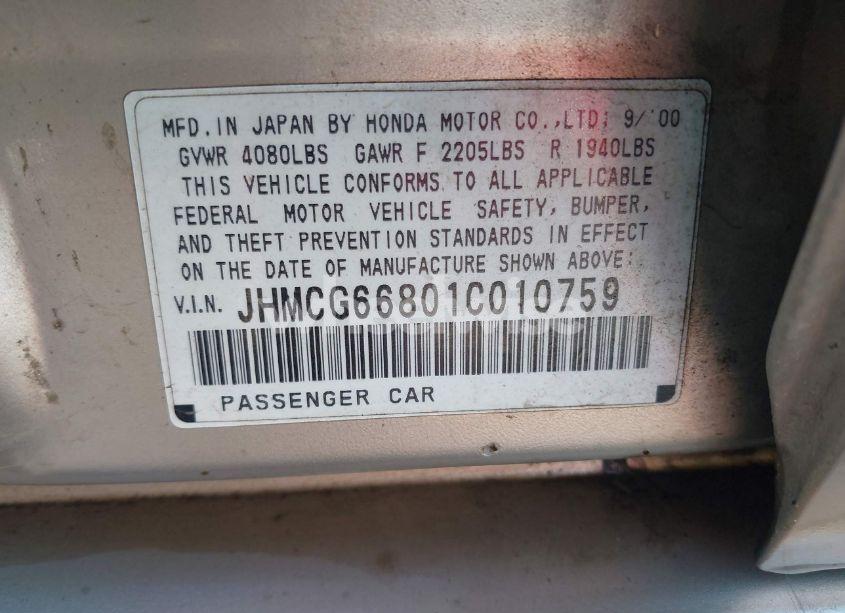 MFD. IN JAPAN BY HONDA MOTOR CO.,LTD; 9/'00
GVWR 4080LBS GAWR F 2205LBS R 1940LBS
THIS VEHICLE CONFORMS TO ALL APPLICABLE
FEDERAL MOTOR VEHICLE SAFETY, BUMPER,
AND THEFT PREVENTION STANDARDS IN EFFECT
ON THE DATE OF MANUFACTURE SHOWN ABOVE:
V.I.N. JHMCG66801C010759
PASSENGER CAR